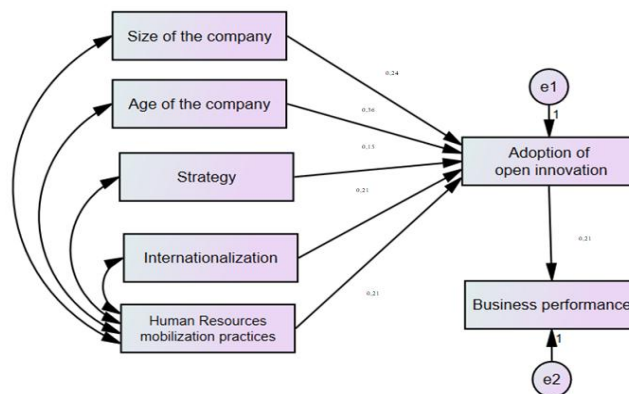 Size of the company
0,24
e1
1
Age of the company
0,36
Adoption of
open innovation
0,15
Strategy
0,21
Internationalization
0,21
0,21
Business performance
Human Resources
mobilization practices
1
e2